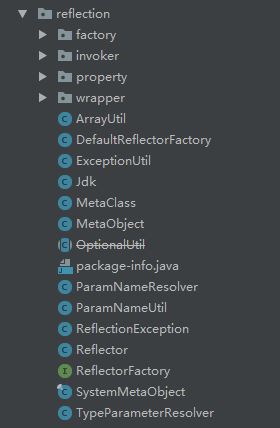 reflection
factory
invoker
property
wrapper
ArrayUtil
DefaultReflectorFactory
ExceptionUtil
Jdk
MetaClass
MetaObject
OptionalUtil
package-info.java
ParamNameResolver
ParamNameUtil
ReflectionException
Reflector
ReflectorFactory
SystemMetaObject
TypeParameterResolver